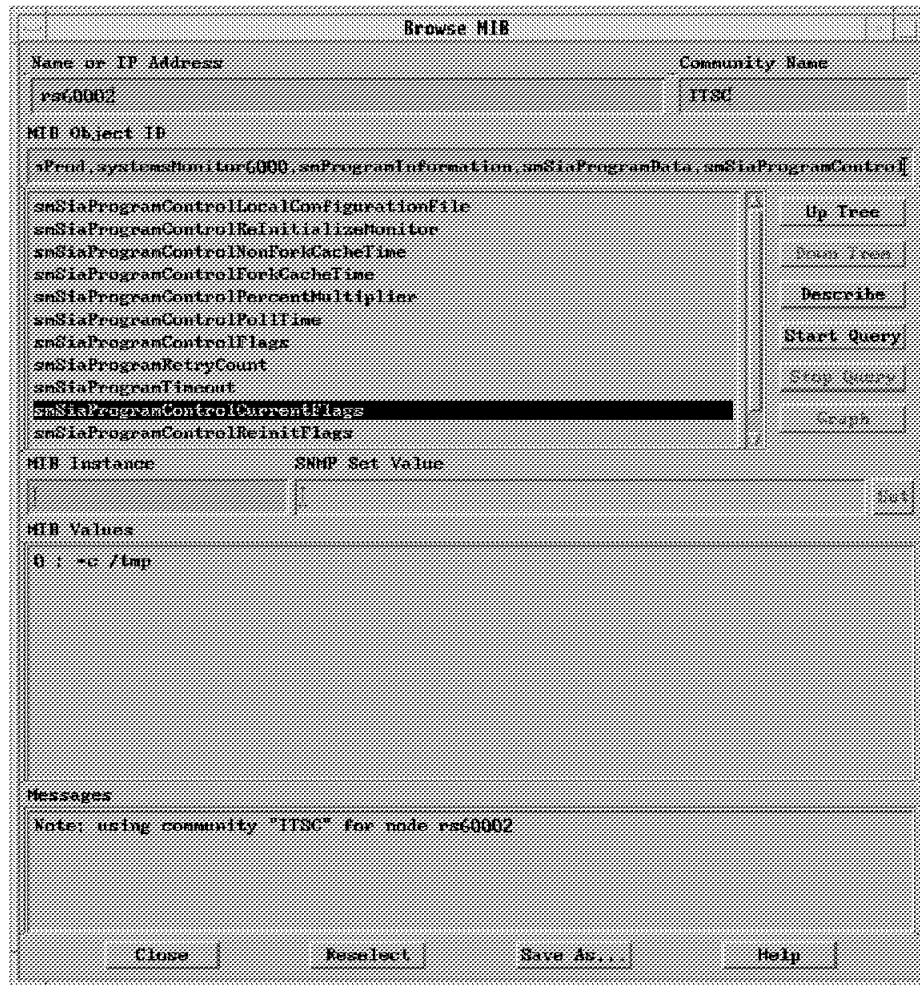 Browse MIB
Name or IP Address Community Name
rs60002 ITSC
MIB Object ID
sProd.systemsMonitor6000.smProgramInformation.smSiaProgramData.smSiaProgramControl
smSiaProgramControlLocalConfigurationFile
smSiaProgramControlReInitializeMonitor
smSiaProgramControlNonForkCacheTime
smSiaProgramControlForkCacheTime
smSiaProgramControlPercentMultiplier
smSiaProgramControlPollTime
smSiaProgramControlFlags
smSiaProgramRetryCount
smSiaProgramTimeout
smSiaProgramControlCurrentFlags
smSiaProgramControlReinitFlags
Up Tree
Down Tree
Describe
Start Query
Stop Query
Graph
MIB Instance SNMP Set Value
Set
MIB Values
0 : -c /tmp
Messages
Note: using community "ITSC" for node rs60002
Close Reselect Save As... Help